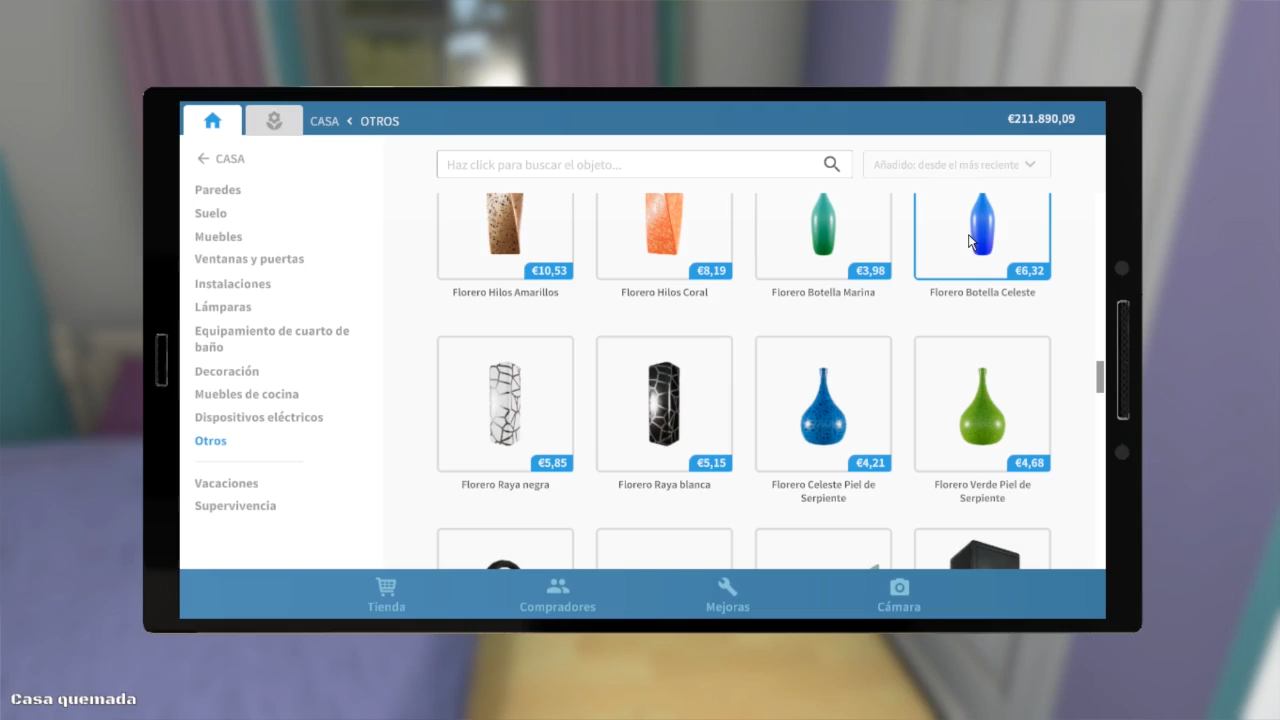 CASA < OTROS
€211.890,09
← CASA
Paredes
Suelo
Muebles
Ventanas y puertas
Instalaciones
Lámparas
Equipamiento de cuarto de
baño
Decoración
Muebles de cocina
Dispositivos eléctricos
Otros
Vacaciones
Supervivencia
Haz click para buscar el objeto...
Añadido: desde el más reciente
€10,53
€8,19
€3,98
€6,32
Florero Hilos Amarillos
Florero Hilos Coral
Florero Botella Marina
Florero Botella Celeste
€5,85
€5,15
€4,21
€4,68
Florero Raya negra
Florero Raya blanca
Florero Celeste Piel de
Serpiente
Florero Verde Piel de
Serpiente
Tienda
Compradores
Mejoras
Cámara
Casa quemada